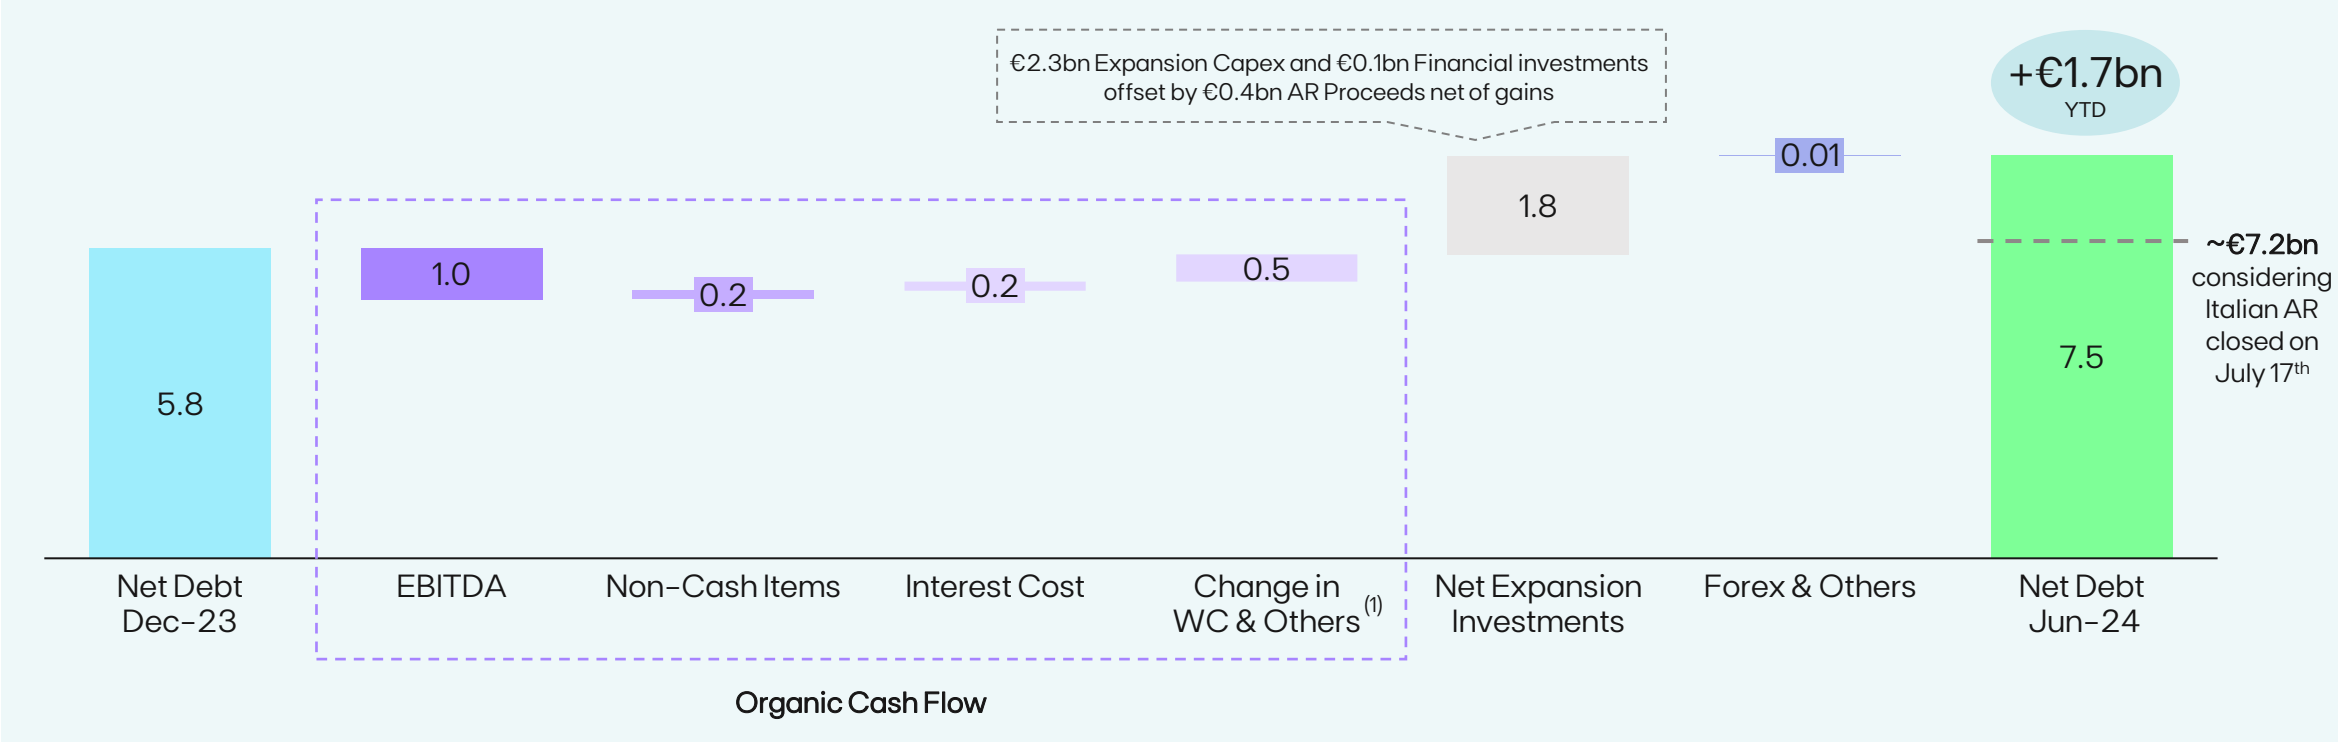 €2.3bn Expansion Capex and €0.1bn Financial investments
offset by €0.4bn AR Proceeds net of gains
+€1.7bn
YTD
5.8
1.0
0.2
0.2
0.5
1.8
0.01
7.5
~€7.2bn
considering
Italian AR
closed on
July 17th
Net Debt
Dec-23
EBITDA
Non-Cash Items
Interest Cost
Change in
WC & Others (1)
Net Expansion
Investments
Forex & Others
Net Debt
Jun-24
Organic Cash Flow